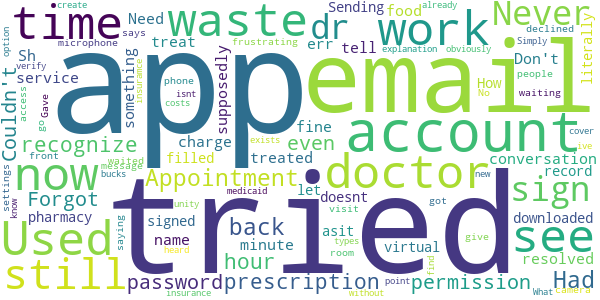 time waste dr work Never
create already option Need food Sending declined Simply
microphone says frustrating explanation obviously
Sh treat err tell Don't
verify something insurance service costs phone isnt How No people waiting
app email
Couldn't supposedly literally
access Gave go recognize charge fine even account
front waited message bucks exists cover ive
now filled treated conversation
settings Appointment doctor sign record
Forgot medicaid let doesnt new
know pharmacy signed back tried see
Used name minute asit visit got give downloaded
saying unity virtual types resolved
still hour heard room point find Had
password prescription permission
insurance without What camera